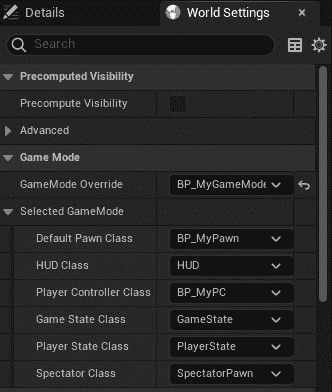 Details World Settings ×
Search
Precomputed Visibility
Precompute Visibility
Advanced
Game Mode
GameMode Override BP_MyGameMode
Selected GameMode
Default Pawn Class BP_MyPawn
HUD Class HUD
Player Controller Class BP_MyPC
Game State Class GameState
Player State Class PlayerState
Spectator Class SpectatorPawn